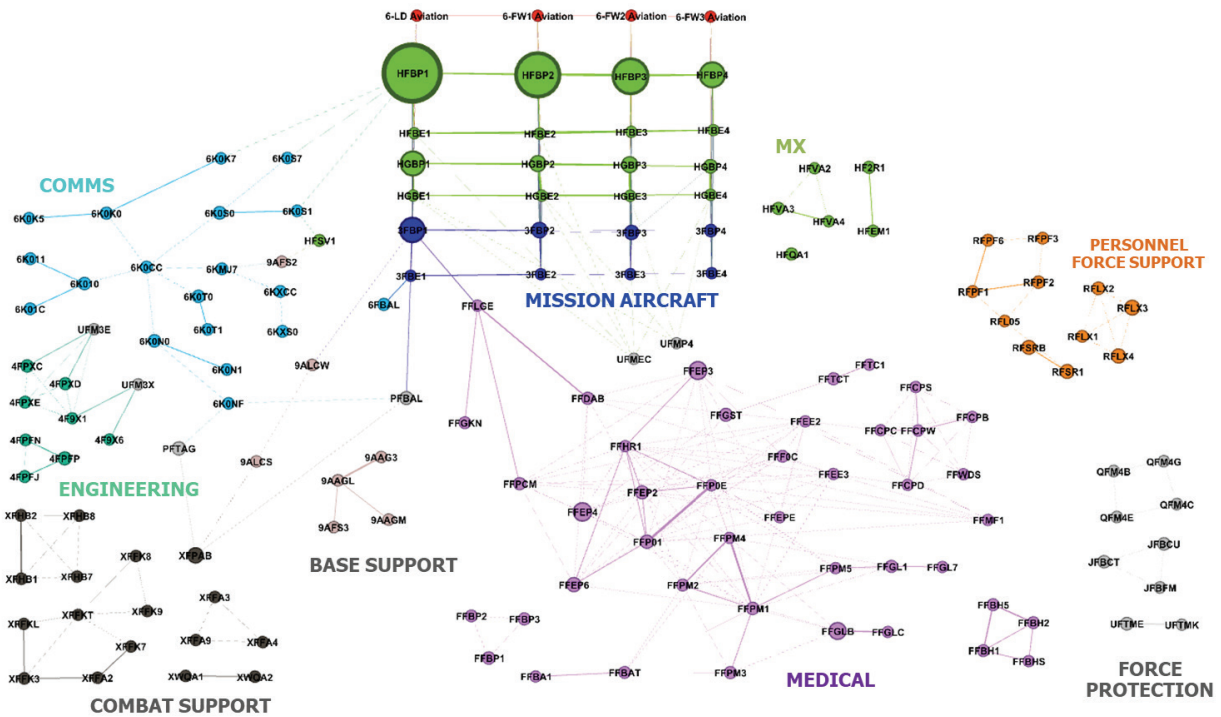 6-LD Aviation 6-FW1 Aviation 6-FW2 Aviation 6-FW3 Aviation
HFBP1 HFBP2 HFBP3 HFBP4
HFBE1 HFBE2 HFBE3 HFBE4
HGBP1 HGBP2 HGBP3 HGBP4
HGBE1 HGBE2 HGBE3 HGBE4
3FBP1 3FBP2 3FBP3 3FBP4
3FBE1 3FBE2 3FBE3 3FBE4
MISSION AIRCRAFT
COMMS
6K0K7 6K0S7
6K0K5 6K0K0 6K0S0 6K0S1
HFSV1
6K011 6K0CC 6KMJ7 9AFS2
6K010 6KXCC
6K01C 6K0T0
6K0T1 6KXS0
6K0N0
6K0N1
6K0NF
6FBAL
MX
HFVA2 HF2R1
HFVA3 HFVA4 HFEM1
HFQA1
PERSONNEL
FORCE SUPPORT
RFPF6 RFPF3
RFPF1 RFPF2
RFLX2
RFLX3
RFL05
RFLX1
RFSRB RFLX4
RFSR1
UFM3E
4FPXC
4FPXD UFM3X
4FPXE
4F9X1
4FPFN 4F9X6
4FPFP
4FPFJ
ENGINEERING
9ALCW
PFBAL
PFTAG
9ALCS
9AAG3
9AAGL
9AFS3 9AAGM
BASE SUPPORT
XFHB2 XFHB8
XFFK8
XFPAB
XFHB1 XFHB7
XFFA3
XFFKL XFFKT XFFK9
XFFA9 XFFA4
XFFK7
XFFK3 XFFA2
XWQA1 XWQA2
COMBAT SUPPORT
FFLGE
UFMEC UFMP4
FFEP3
FFTCT FFTC1
FFDAB
FFGKN FFGST FFEE2
FFCPS
FFCPC FFCPW FFCPB
FFHR1 FFF0C
FFPCM FFEP2 FFP0E FFEE3
FFCPD FFWDS
FFEP4 FFEPE FFMF1
FFP01 FFPM4
FFEP6 FFPM2 FFPM5 FFGL1 FFGL7
FFPM1
FFBP2 FFBP3
FFGLB FFGLC
FFBP1
FFBA1 FFBAT FFPM3
FFBH5
FFBH2
FFBH1
FFBHS
MEDICAL
QFM4B QFM4G
QFM4E QFM4C
JFBCU
JFBCT
JFBFM
UFTME UFTMK
FORCE
PROTECTION